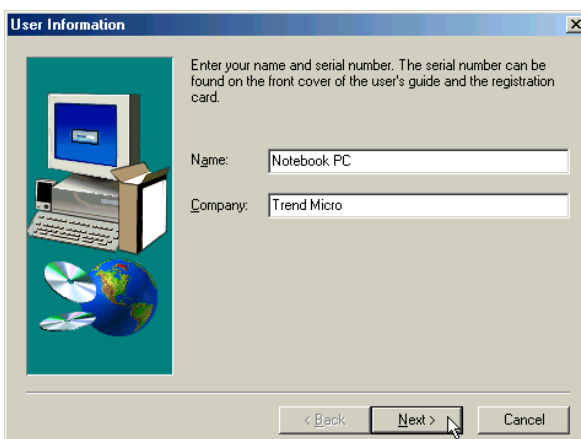 User Information
Enter your name and serial number. The serial number can be
found on the front cover of the user's guide and the registration
card.
Name: Notebook PC
Company: Trend Micro
< Back Next > Cancel